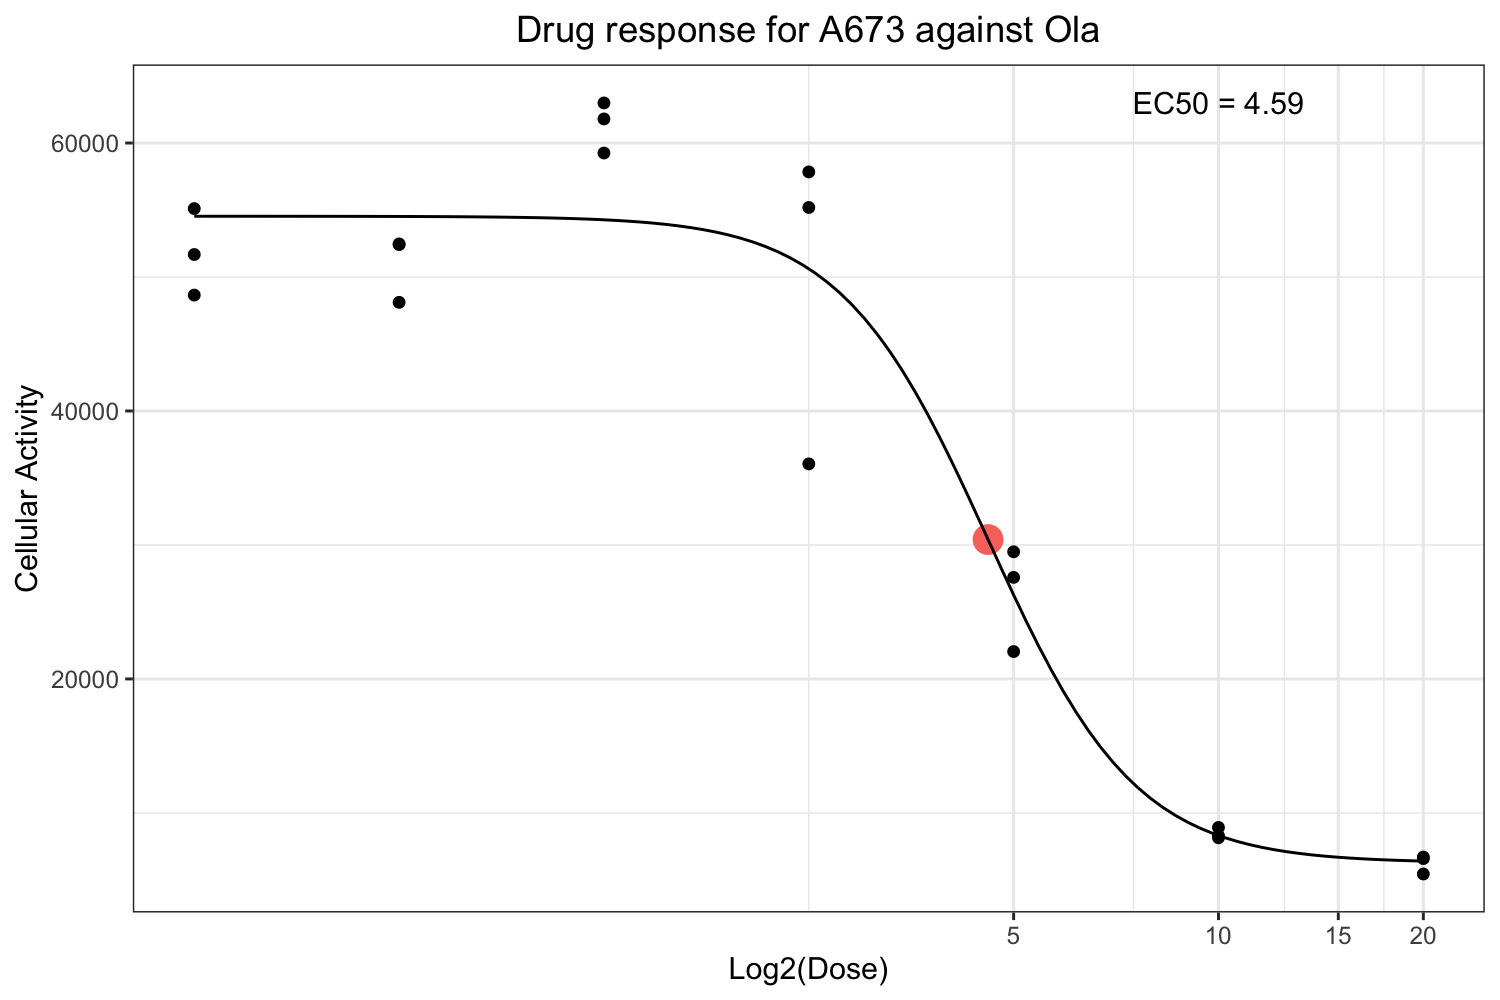 Drug response for A673 against Ola
EC50 = 4.59
60000
40000
20000
Cellular Activity
5 10 15 20
Log2(Dose)